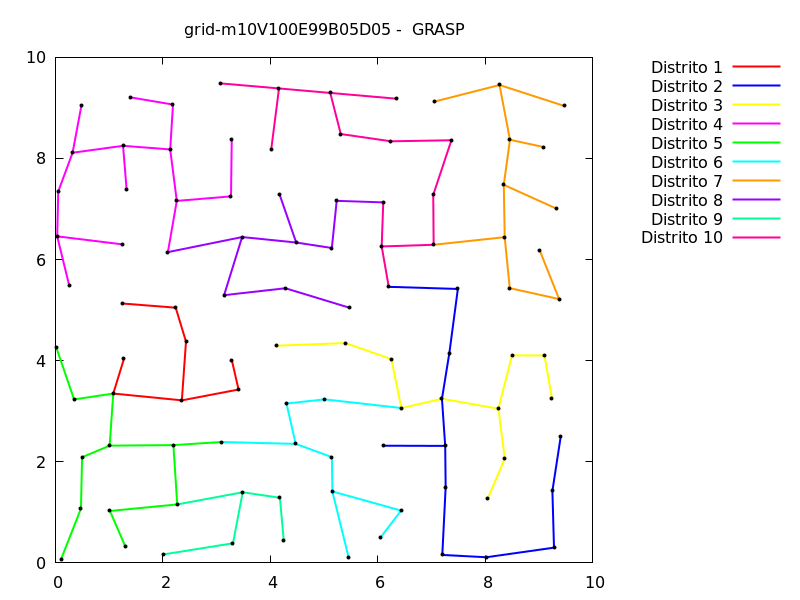 grid-m10V100E99B05D05 - GRASP
Distrito 1
Distrito 2
Distrito 3
Distrito 4
Distrito 5
Distrito 6
Distrito 7
Distrito 8
Distrito 9
Distrito 10
10
8
6
4
2
0
0 2 4 6 8 10